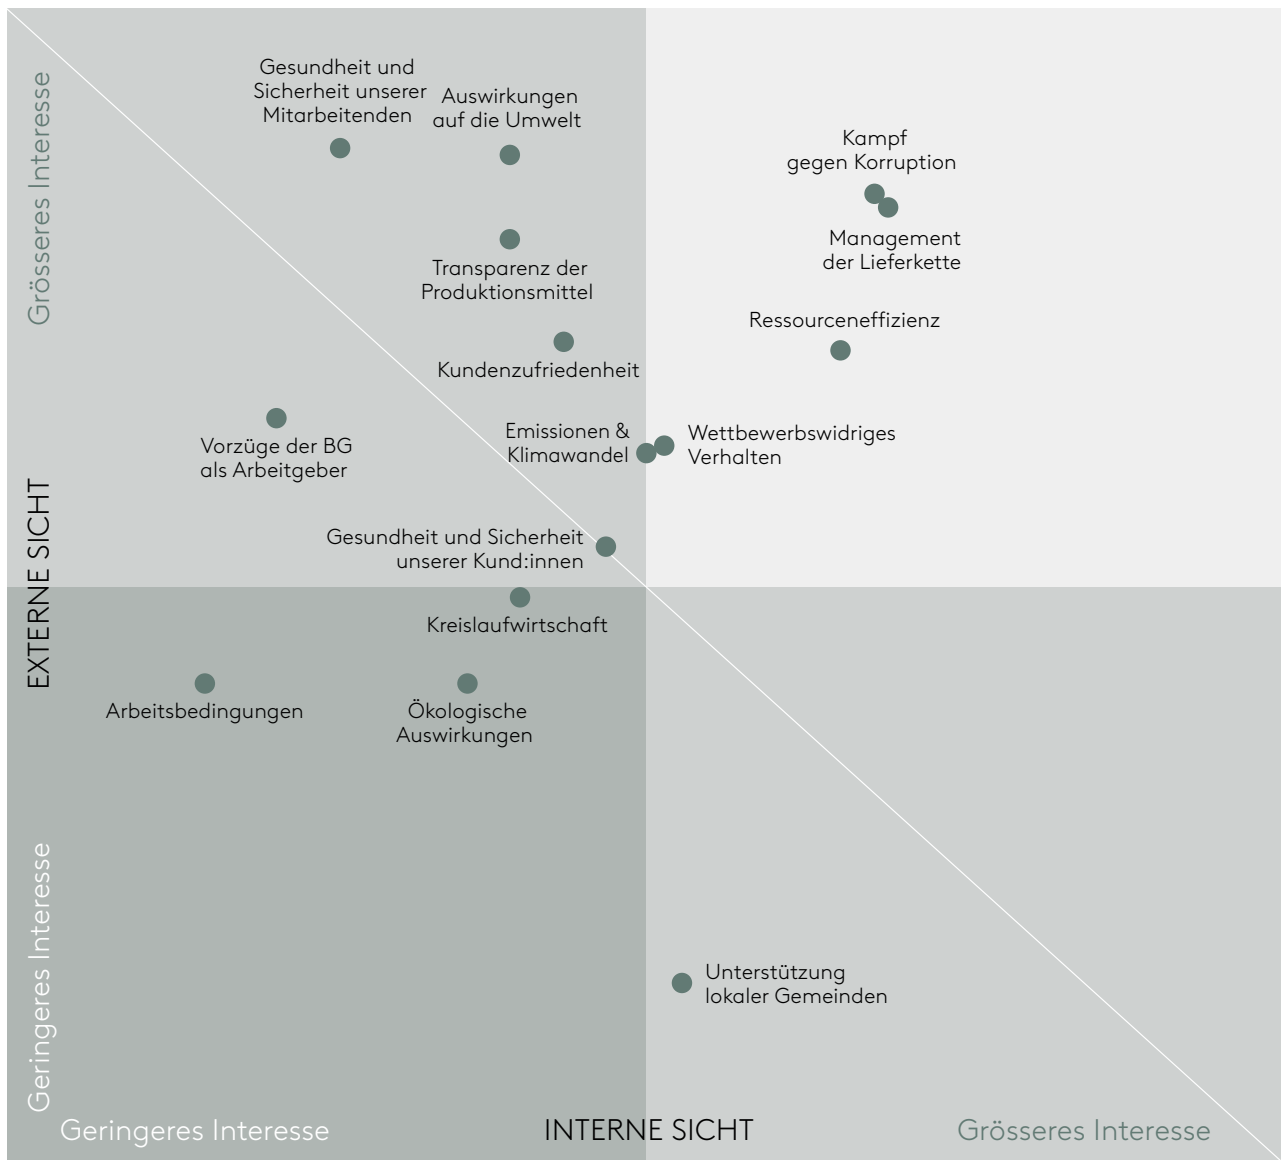 Gesundheit und
Sicherheit unserer
Mitarbeitenden
Auswirkungen
auf die Umwelt
Kampf
gegen Korruption
Management
der Lieferkette
Transparenz der
Produktionsmittel
Ressourceneffizienz
Kundenzufriedenheit
Emissionen &
Klimawandel
Wettbewerbswidriges
Verhalten
Vorzüge der BG
als Arbeitgeber
Gesundheit und Sicherheit
unserer Kund:innen
Kreislaufwirtschaft
Arbeitsbedingungen
Ökologische
Auswirkungen
Unterstützung
lokaler Gemeinden
Grösseres Interesse
EXTERNE SICHT
Geringeres Interesse
Geringeres Interesse
INTERNE SICHT
Grösseres Interesse